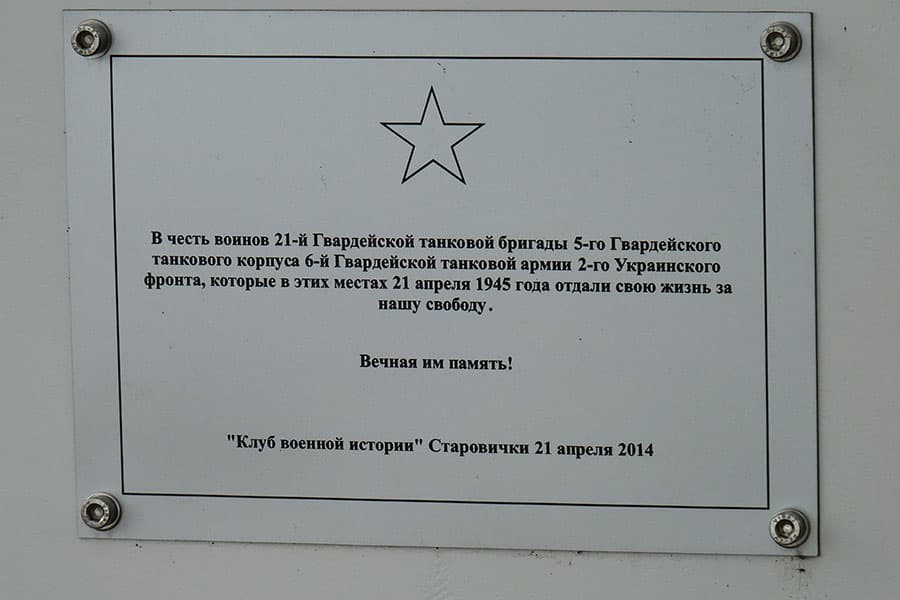 В честь воинов 21-й Гвардейской танковой бригады 5-го Гвардейского
танкового корпуса 6-й Гвардейской танковой армии 2-го Украинского
фронта, которые в этих местах 21 апреля 1945 года отдали свою жизнь за
нашу свободу.
Вечная им память!
"Клуб военной истории" Старовички 21 апреля 2014